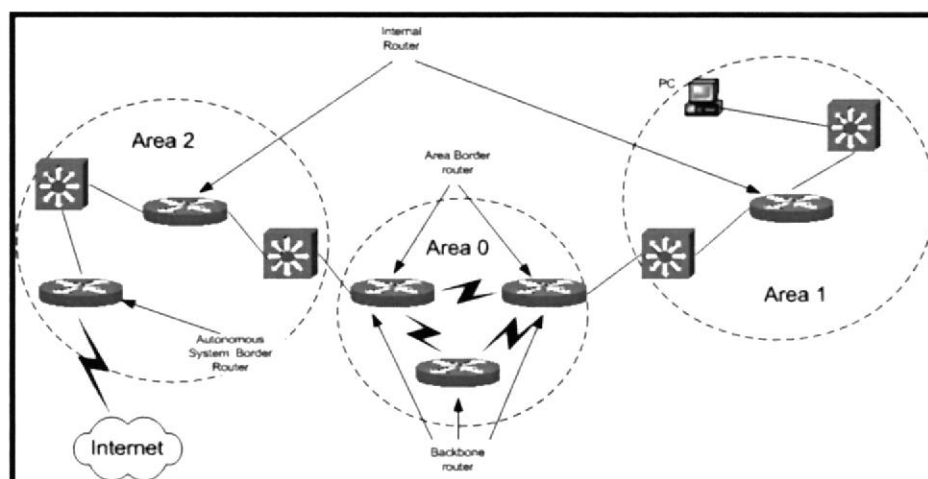 Internal
Router
PC
Area 2
Area Border
router
Area 0
Area 1
Autonomous
System Border
Router
Internet
Backbone
router